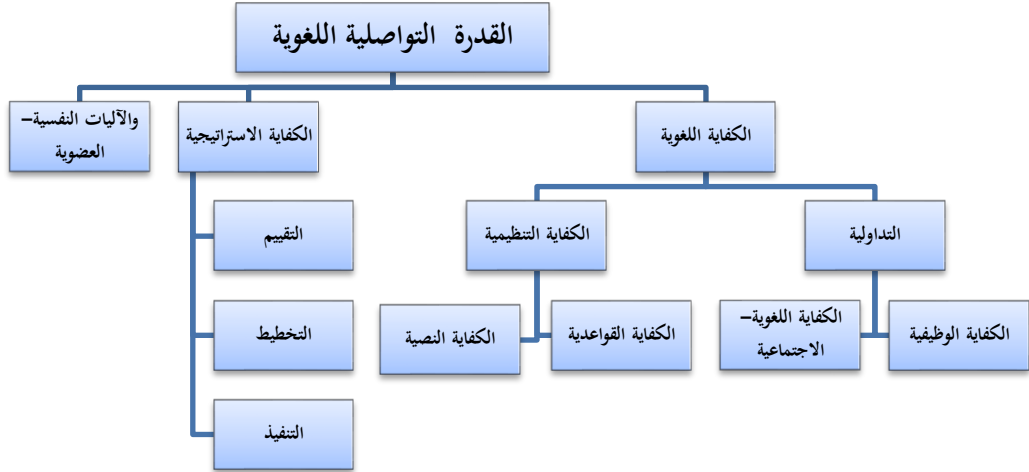 القدرة التواصلية اللغوية
الكفاية اللغوية
الكفاية الاستراتيجية
والآليات النفسية–
العضوية
التداولية
الكفاية التنظيمية
التقييم
الكفاية الوظيفية
الكفاية اللغوية–
الاجتماعية
الكفاية القواعدية
الكفاية النصية
التخطيط
التنفيذ